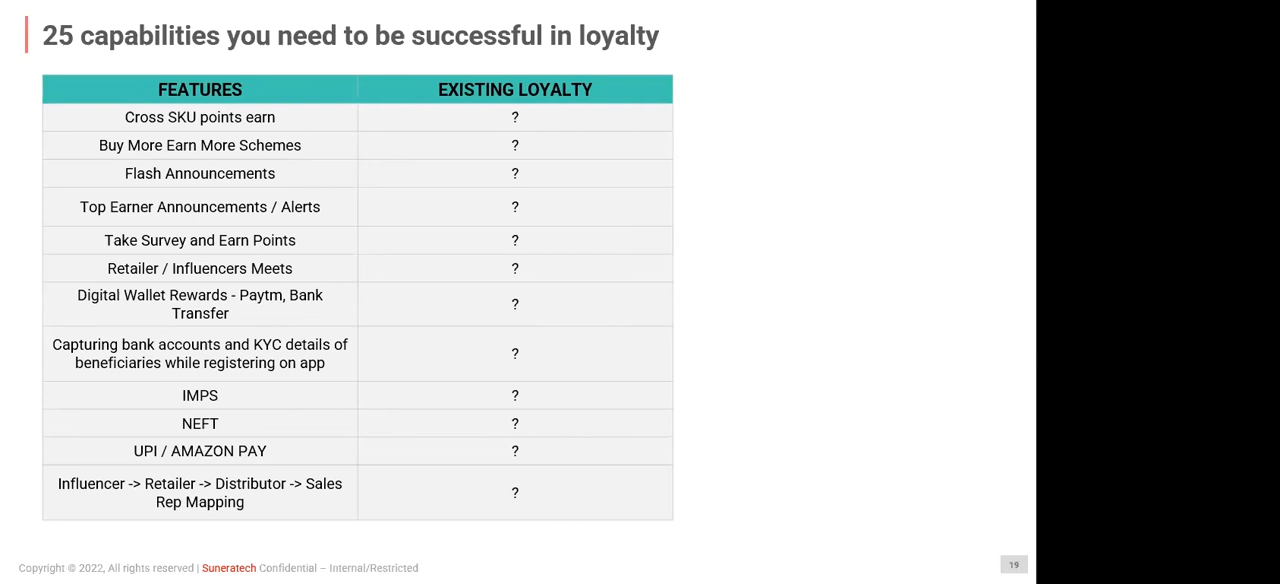 25 capabilities you need to be successful in loyalty
FEATURES EXISTING LOYALTY
Cross SKU points earn ?
Buy More Earn More Schemes ?
Flash Announcements ?
Top Earner Announcements / Alerts ?
Take Survey and Earn Points ?
Retailer / Influencers Meets ?
Digital Wallet Rewards - Paytm, Bank
Transfer ?
Capturing bank accounts and KYC details of
beneficiaries while registering on app ?
IMPS ?
NEFT ?
UPI / AMAZON PAY ?
Influencer -> Retailer -> Distributor -> Sales
Rep Mapping ?
Copyright © 2022, All rights reserved | Suneratech Confidential – Internal/Restricted
19